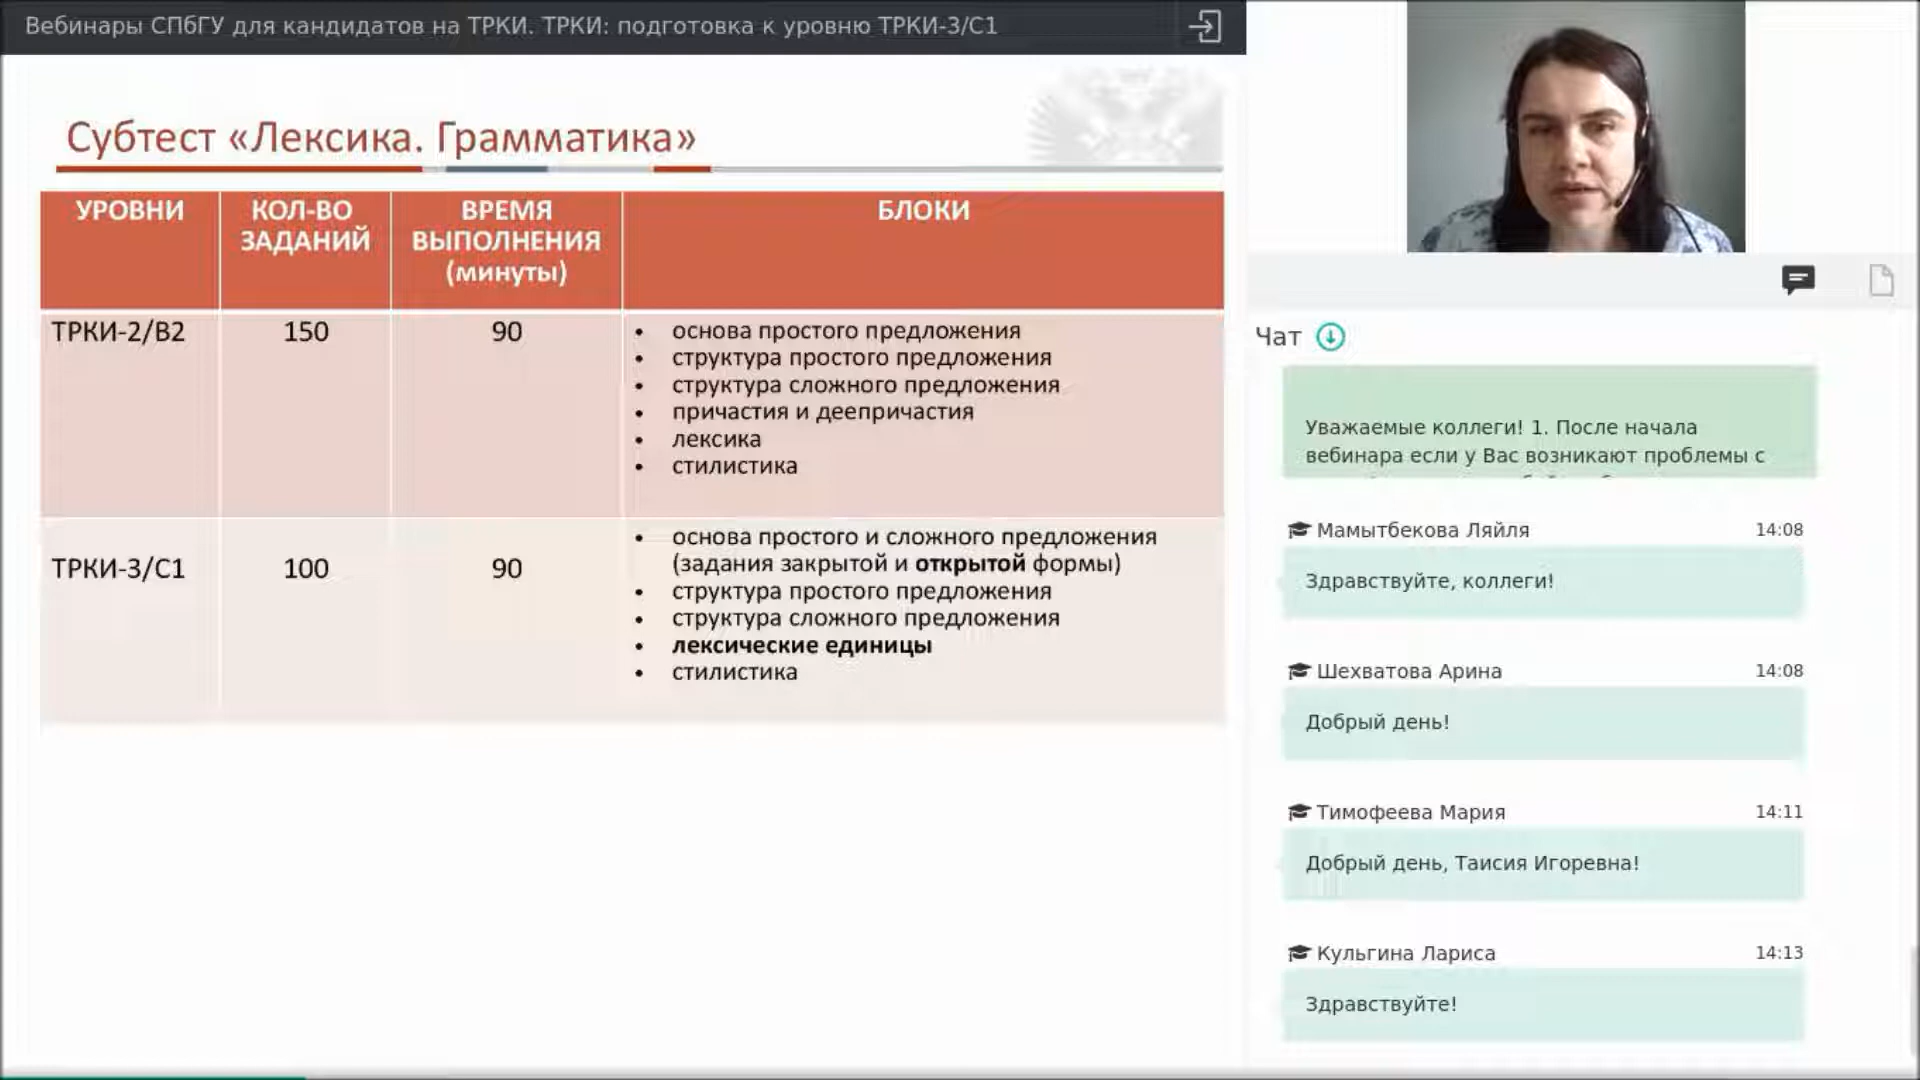 Вебинары СПбГУ для кандидатов на ТРКИ. ТРКИ: подготовка к уровню ТРКИ-3/С1
Субтест «Лексика. Грамматика»
УРОВНИ
КОЛ-ВО
ЗАДАНИЙ
ВРЕМЯ
ВЫПОЛНЕНИЯ
(минуты)
БЛОКИ
ТРКИ-2/В2
150
90
• основа простого предложения
• структура простого предложения
• структура сложного предложения
• причастия и деепричастия
• лексика
• стилистика
ТРКИ-3/С1
100
90
• основа простого и сложного предложения
(задания закрытой и открытой формы)
• структура простого предложения
• структура сложного предложения
• лексические единицы
• стилистика
Чат
Уважаемые коллеги! 1. После начала
вебинара если у Вас возникают проблемы с
Мамытбекова Ляйля 14:08
Здравствуйте, коллеги!
Шехватова Арина 14:08
Добрый день!
Тимофеева Мария 14:11
Добрый день, Таисия Игоревна!
Кульгина Лариса 14:13
Здравствуйте!